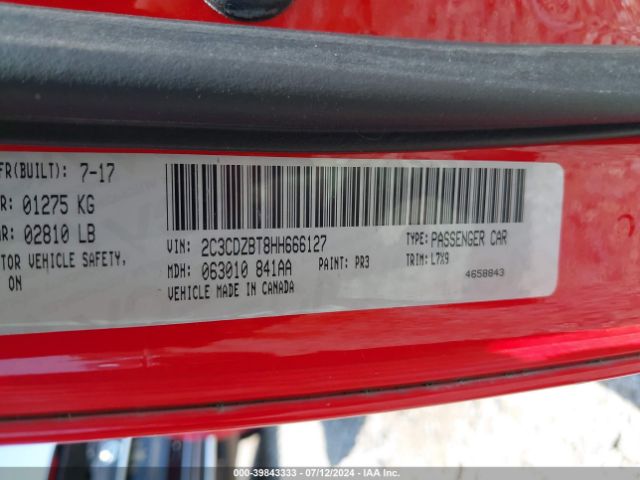 FR(BUILT): 7-17
R: 01275 KG
R: 02810 LB
TOR VEHICLE SAFETY,
ON
VIN: 2C3CDZBT8HH666127
TYPE: PASSENGER CAR
MDH: 063010 841AA
PAINT: PR3
TRIM: L7X9
VEHICLE MADE IN CANADA
4658843
000-39843333 - 07/12/2024 - IAA Inc.